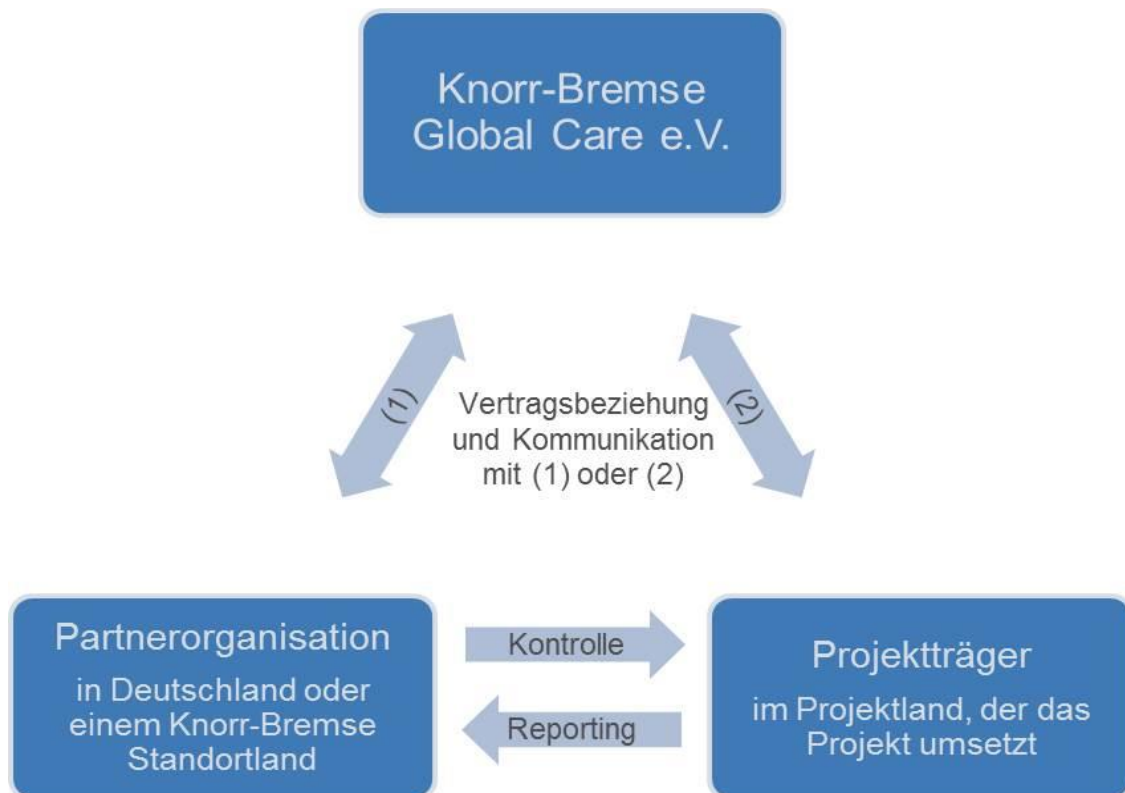 Knorr-Bremse
Global Care e.V.
(1)
Vertragsbeziehung
und Kommunikation
mit (1) oder (2)
(2)
Partnerorganisation
in Deutschland oder
einem Knorr-Bremse
Standortland
Kontrolle
Reporting
Projektträger
im Projektland, der das
Projekt umsetzt